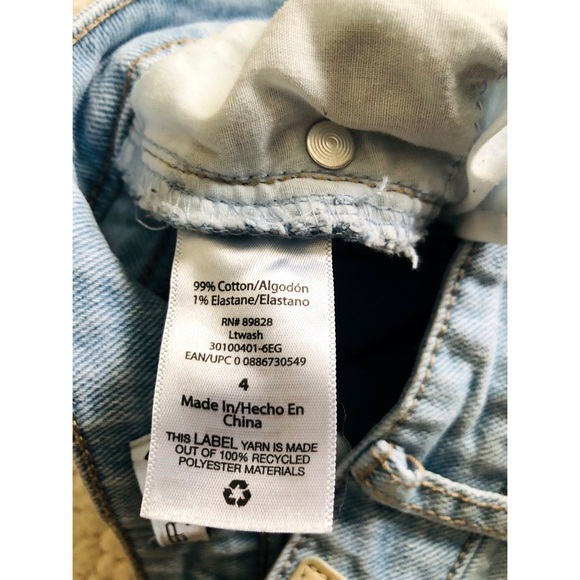 99% Cotton/Algodón
1% Elastane/Elastano
RN# 89828
Ltwash
30100401-6EG
EAN/UPC 0 0886730549
4
Made In/Hecho En
China
THIS LABEL YARN IS MADE
OUT OF 100% RECYCLED
POLYESTER MATERIALS